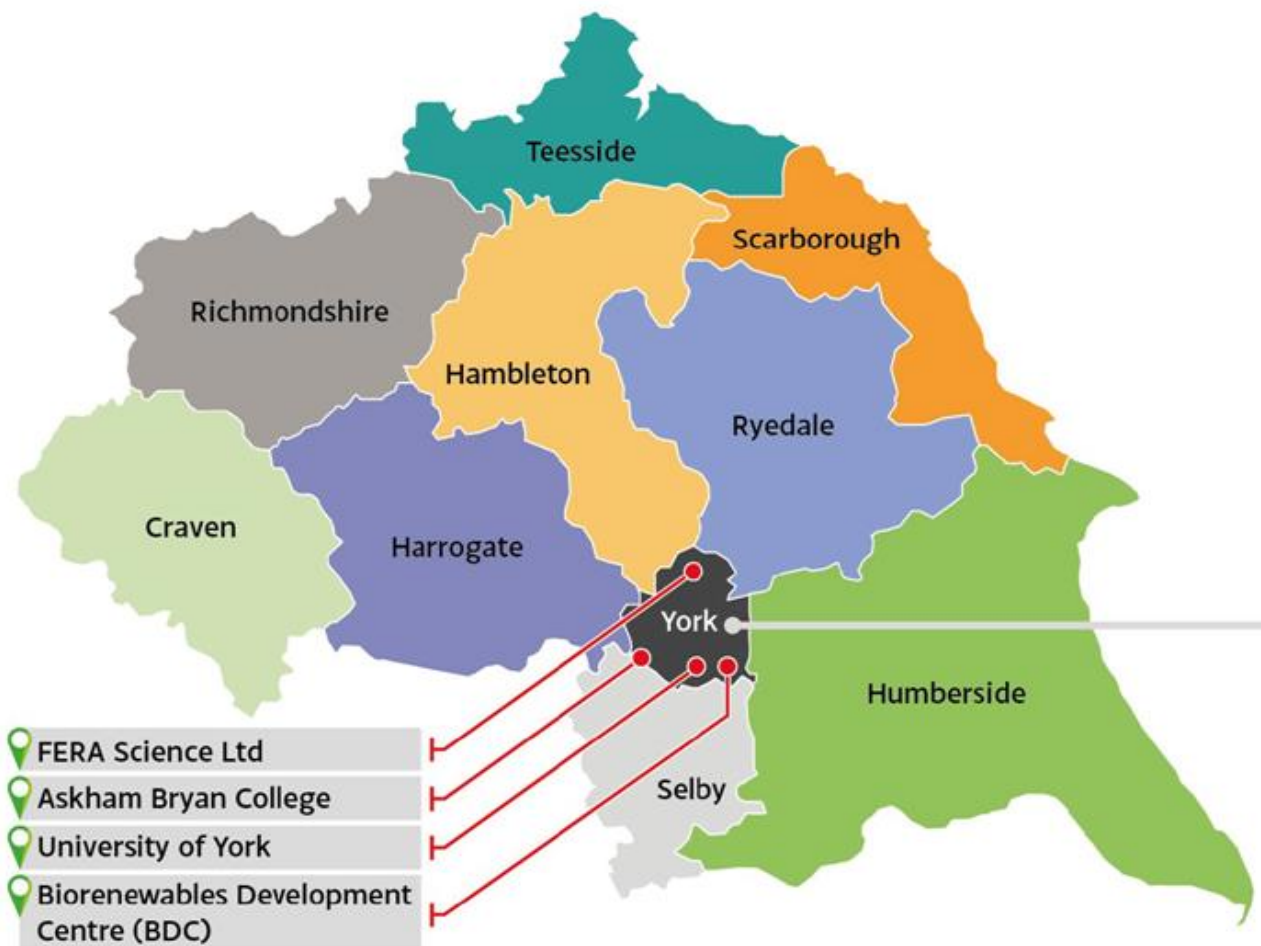 Teesside
Scarborough
Richmondshire
Hambleton
Ryedale
Craven
Harrogate
York
Humberside
Selby
FERA Science Ltd
Askham Bryan College
University of York
Biorenewables Development
Centre (BDC)